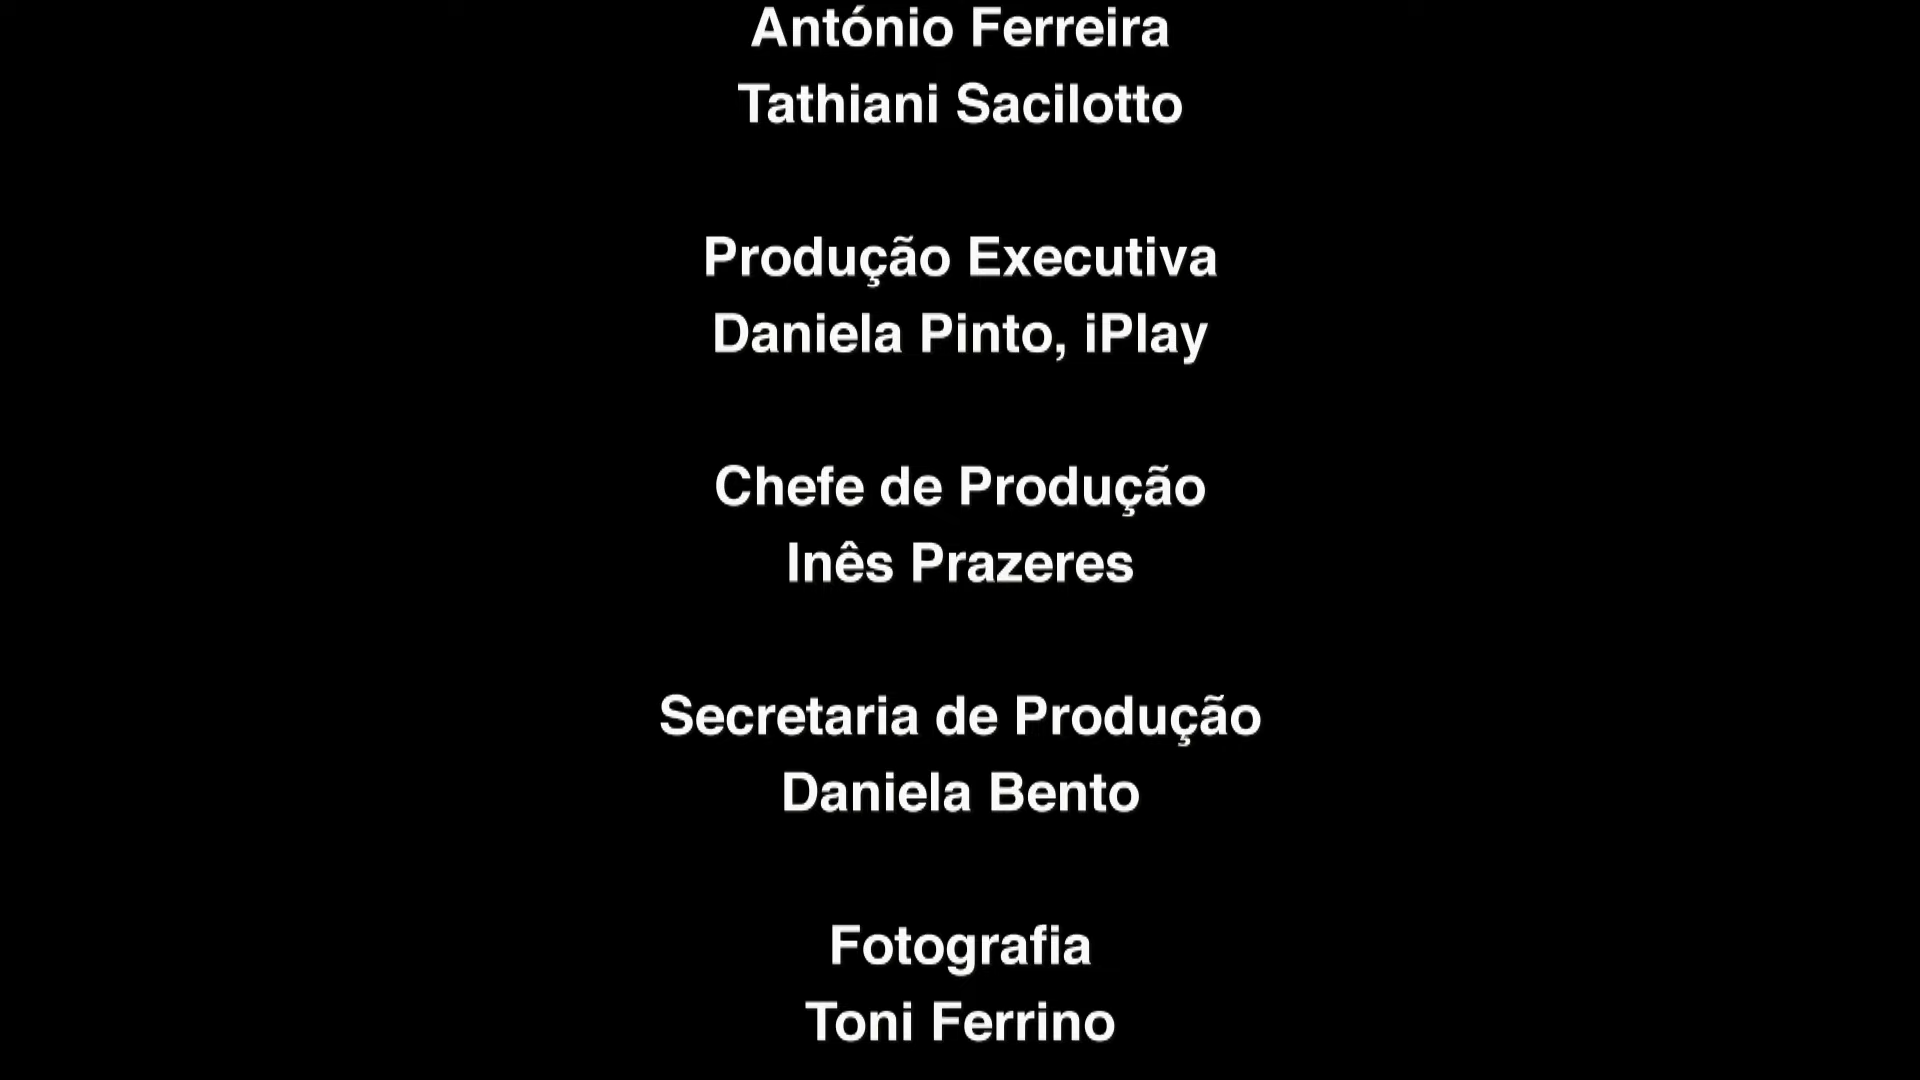 António Ferreira
Tathiani Sacilotto
Produção Executiva
Daniela Pinto, iPlay
Chefe de Produção
Inês Prazeres
Secretaria de Produção
Daniela Bento
Fotografia
Toni Ferrino